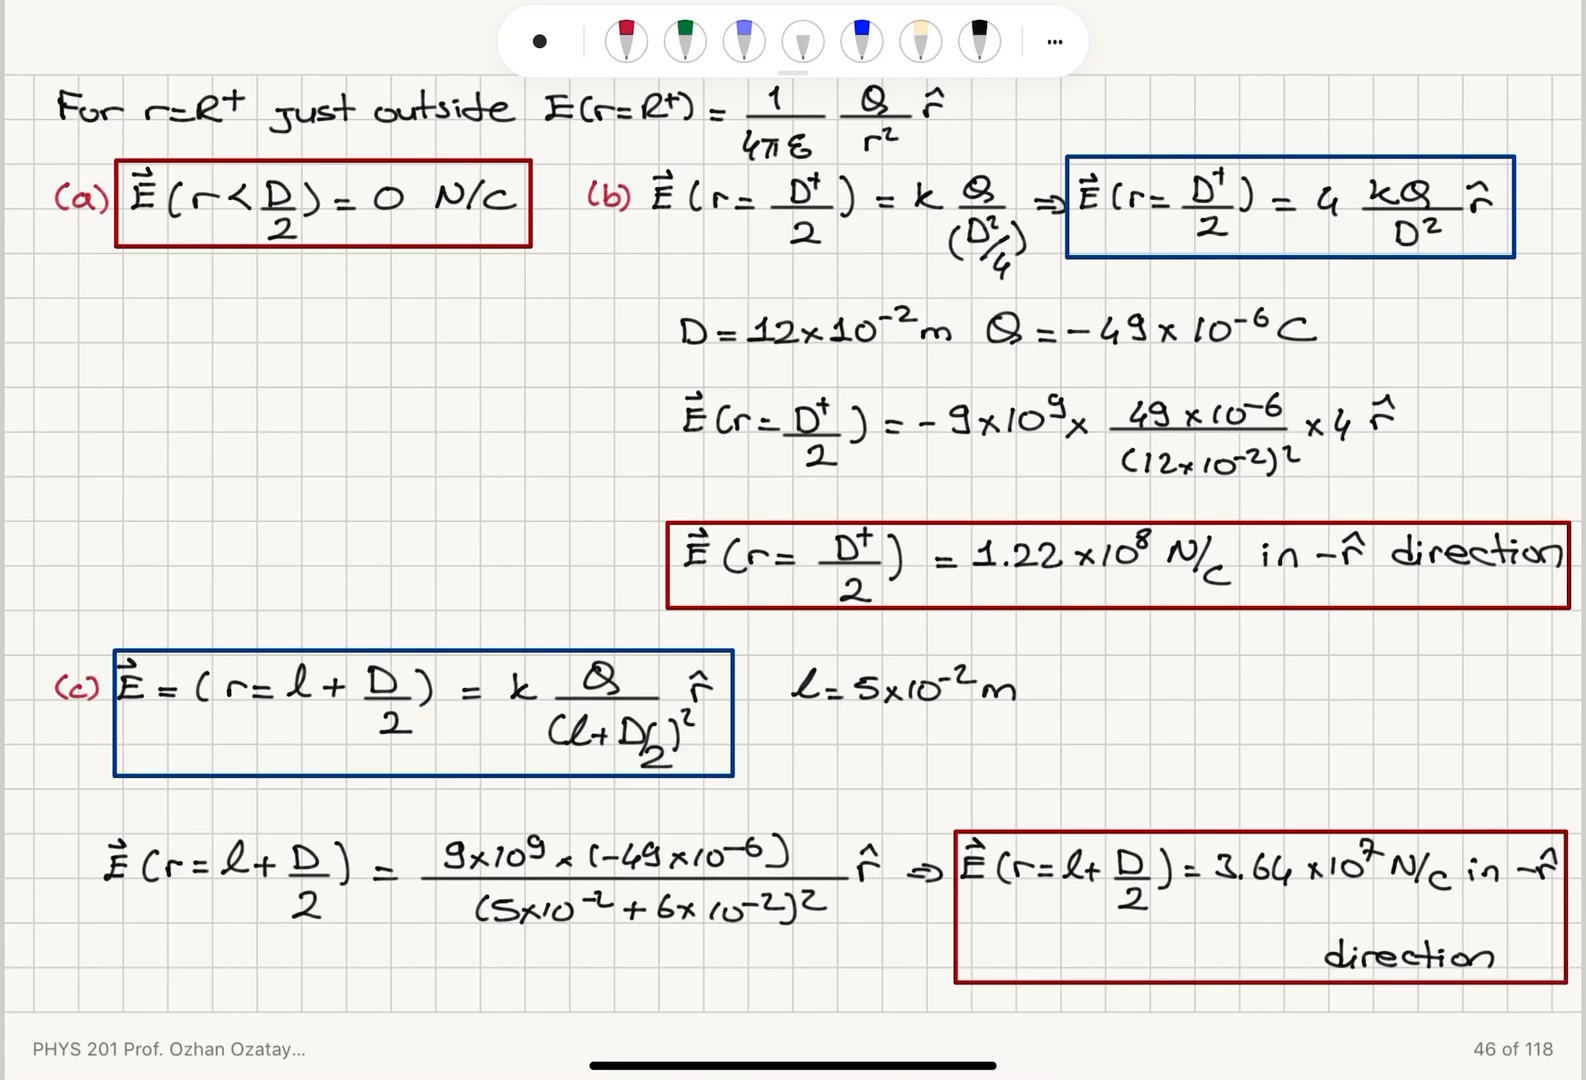 For r=R⁺ just outside E(r=R⁺) = 1/(4πε) Q/r² r̂
(a) E⃗(r<D/2) = 0 N/C (b) E⃗(r= D⁺/2) = k Q/(D²/4) ⇒ E⃗(r= D⁺/2) = 4 kQ/D² r̂
D = 12×10⁻² m Q = -49 × 10⁻⁶ C
E⃗(r= D⁺/2) = - 9×10⁹ × 49×10⁻⁶/(12×10⁻²)² ×4 r̂
E⃗(r= D⁺/2) = 1.22 ×10⁸ N/C in -r̂ direction
(c) E⃗ = (r= l + D/2) = k Q/(l+D/2)² r̂ l= 5×10⁻² m
E⃗(r= l + D/2) = 9×10⁹ × (-49×10⁻⁶)/(5×10⁻² + 6×10⁻²)² r̂ ⇒ E⃗(r= l+ D/2) = 3.64 ×10⁷ N/C in -r̂
direction
PHYS 201 Prof. Ozhan Ozatay... 46 of 118